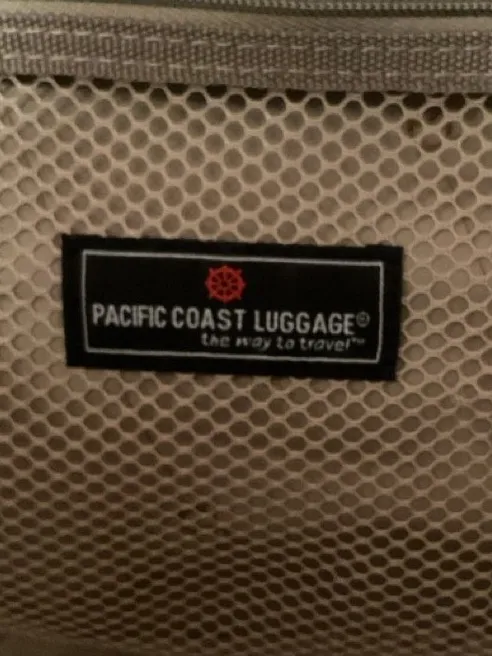 PACIFIC COAST LUGGAGE®
the way to travel™